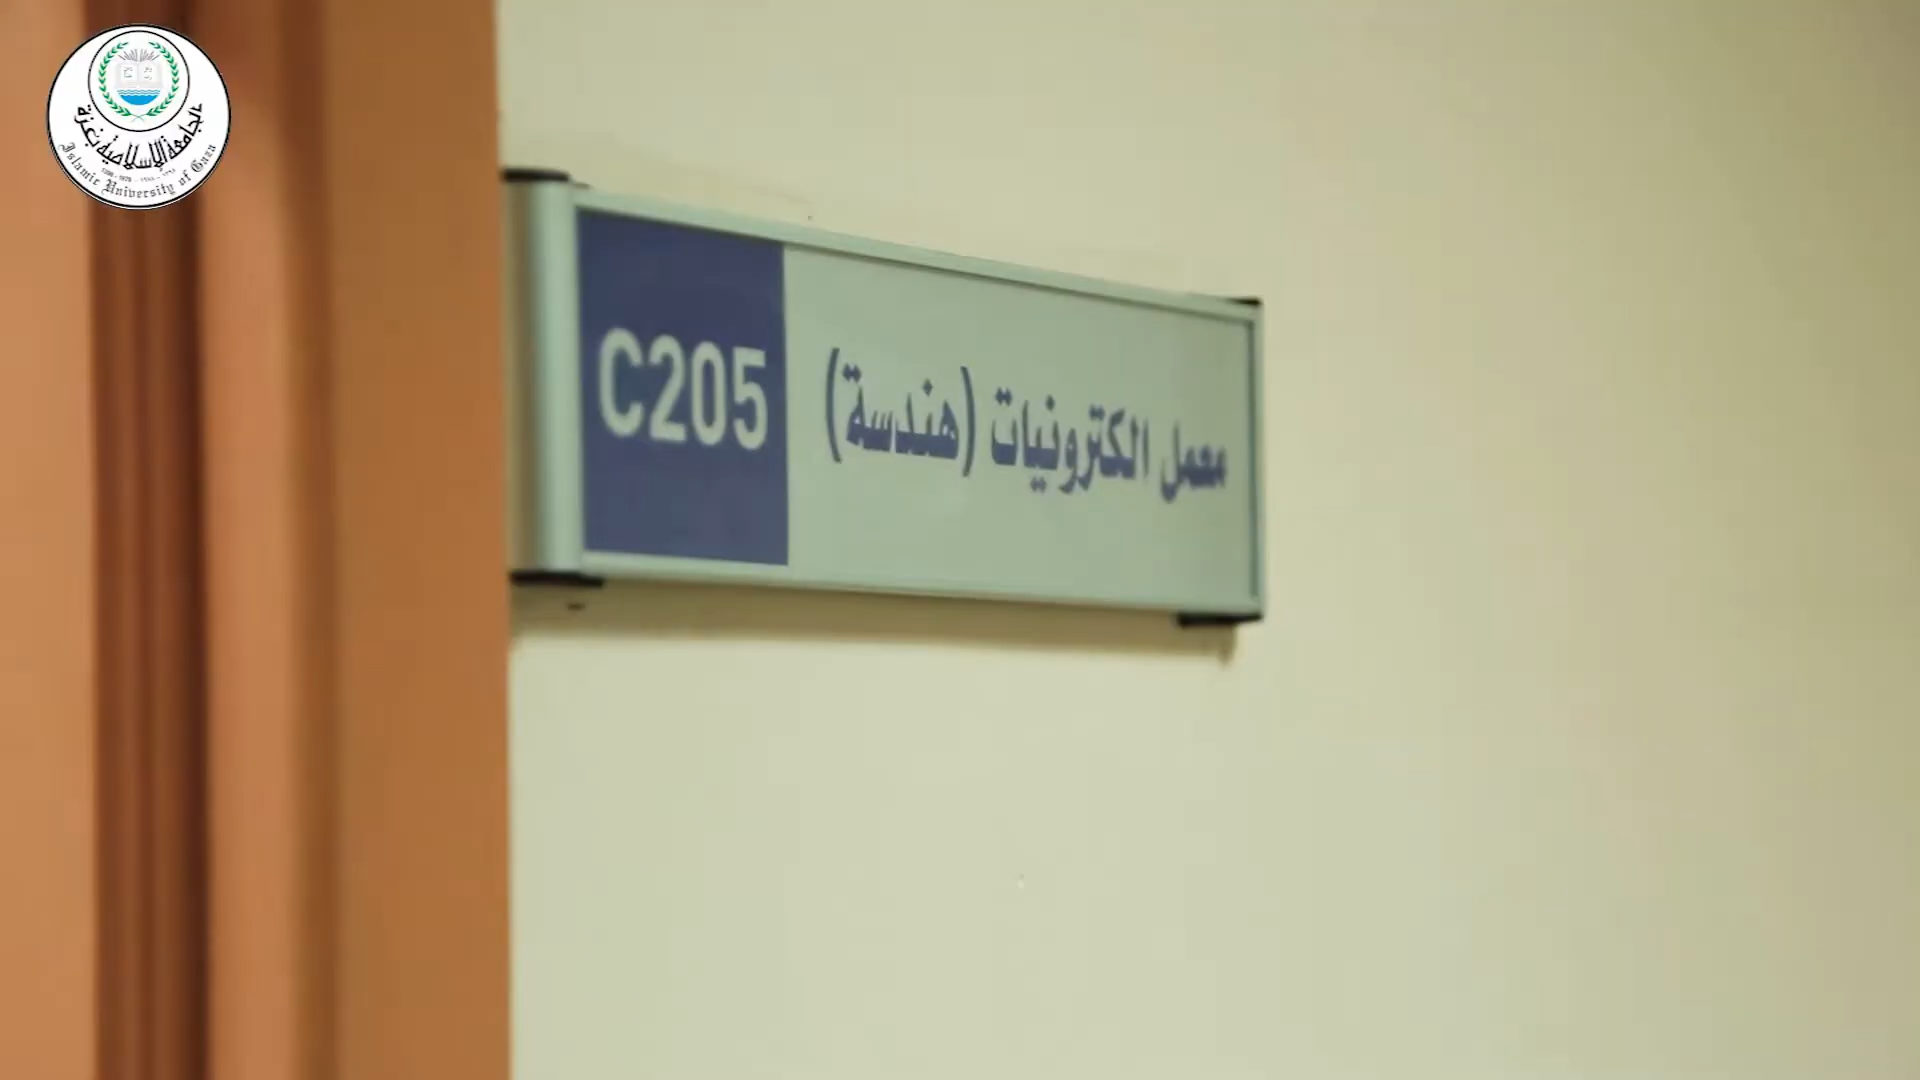 الجامعة الإسلامية بغزة
Islamic University of Gaza
C205
معمل الكترونيات (هندسة)